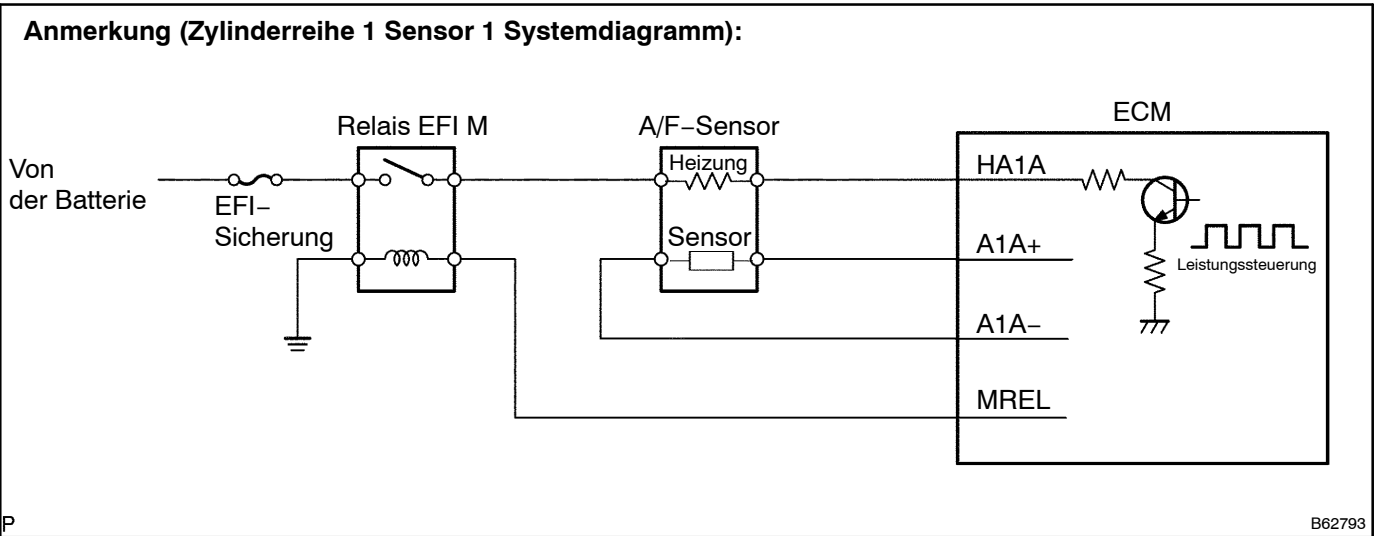 Anmerkung (Zylinderreihe 1 Sensor 1 Systemdiagramm):
ECM
Relais EFI M
A/F−Sensor
Von
der Batterie
EFI−
Sicherung
Heizung
Sensor
HA1A
A1A+
Leistungssteuerung
A1A−
MREL
P
B62793